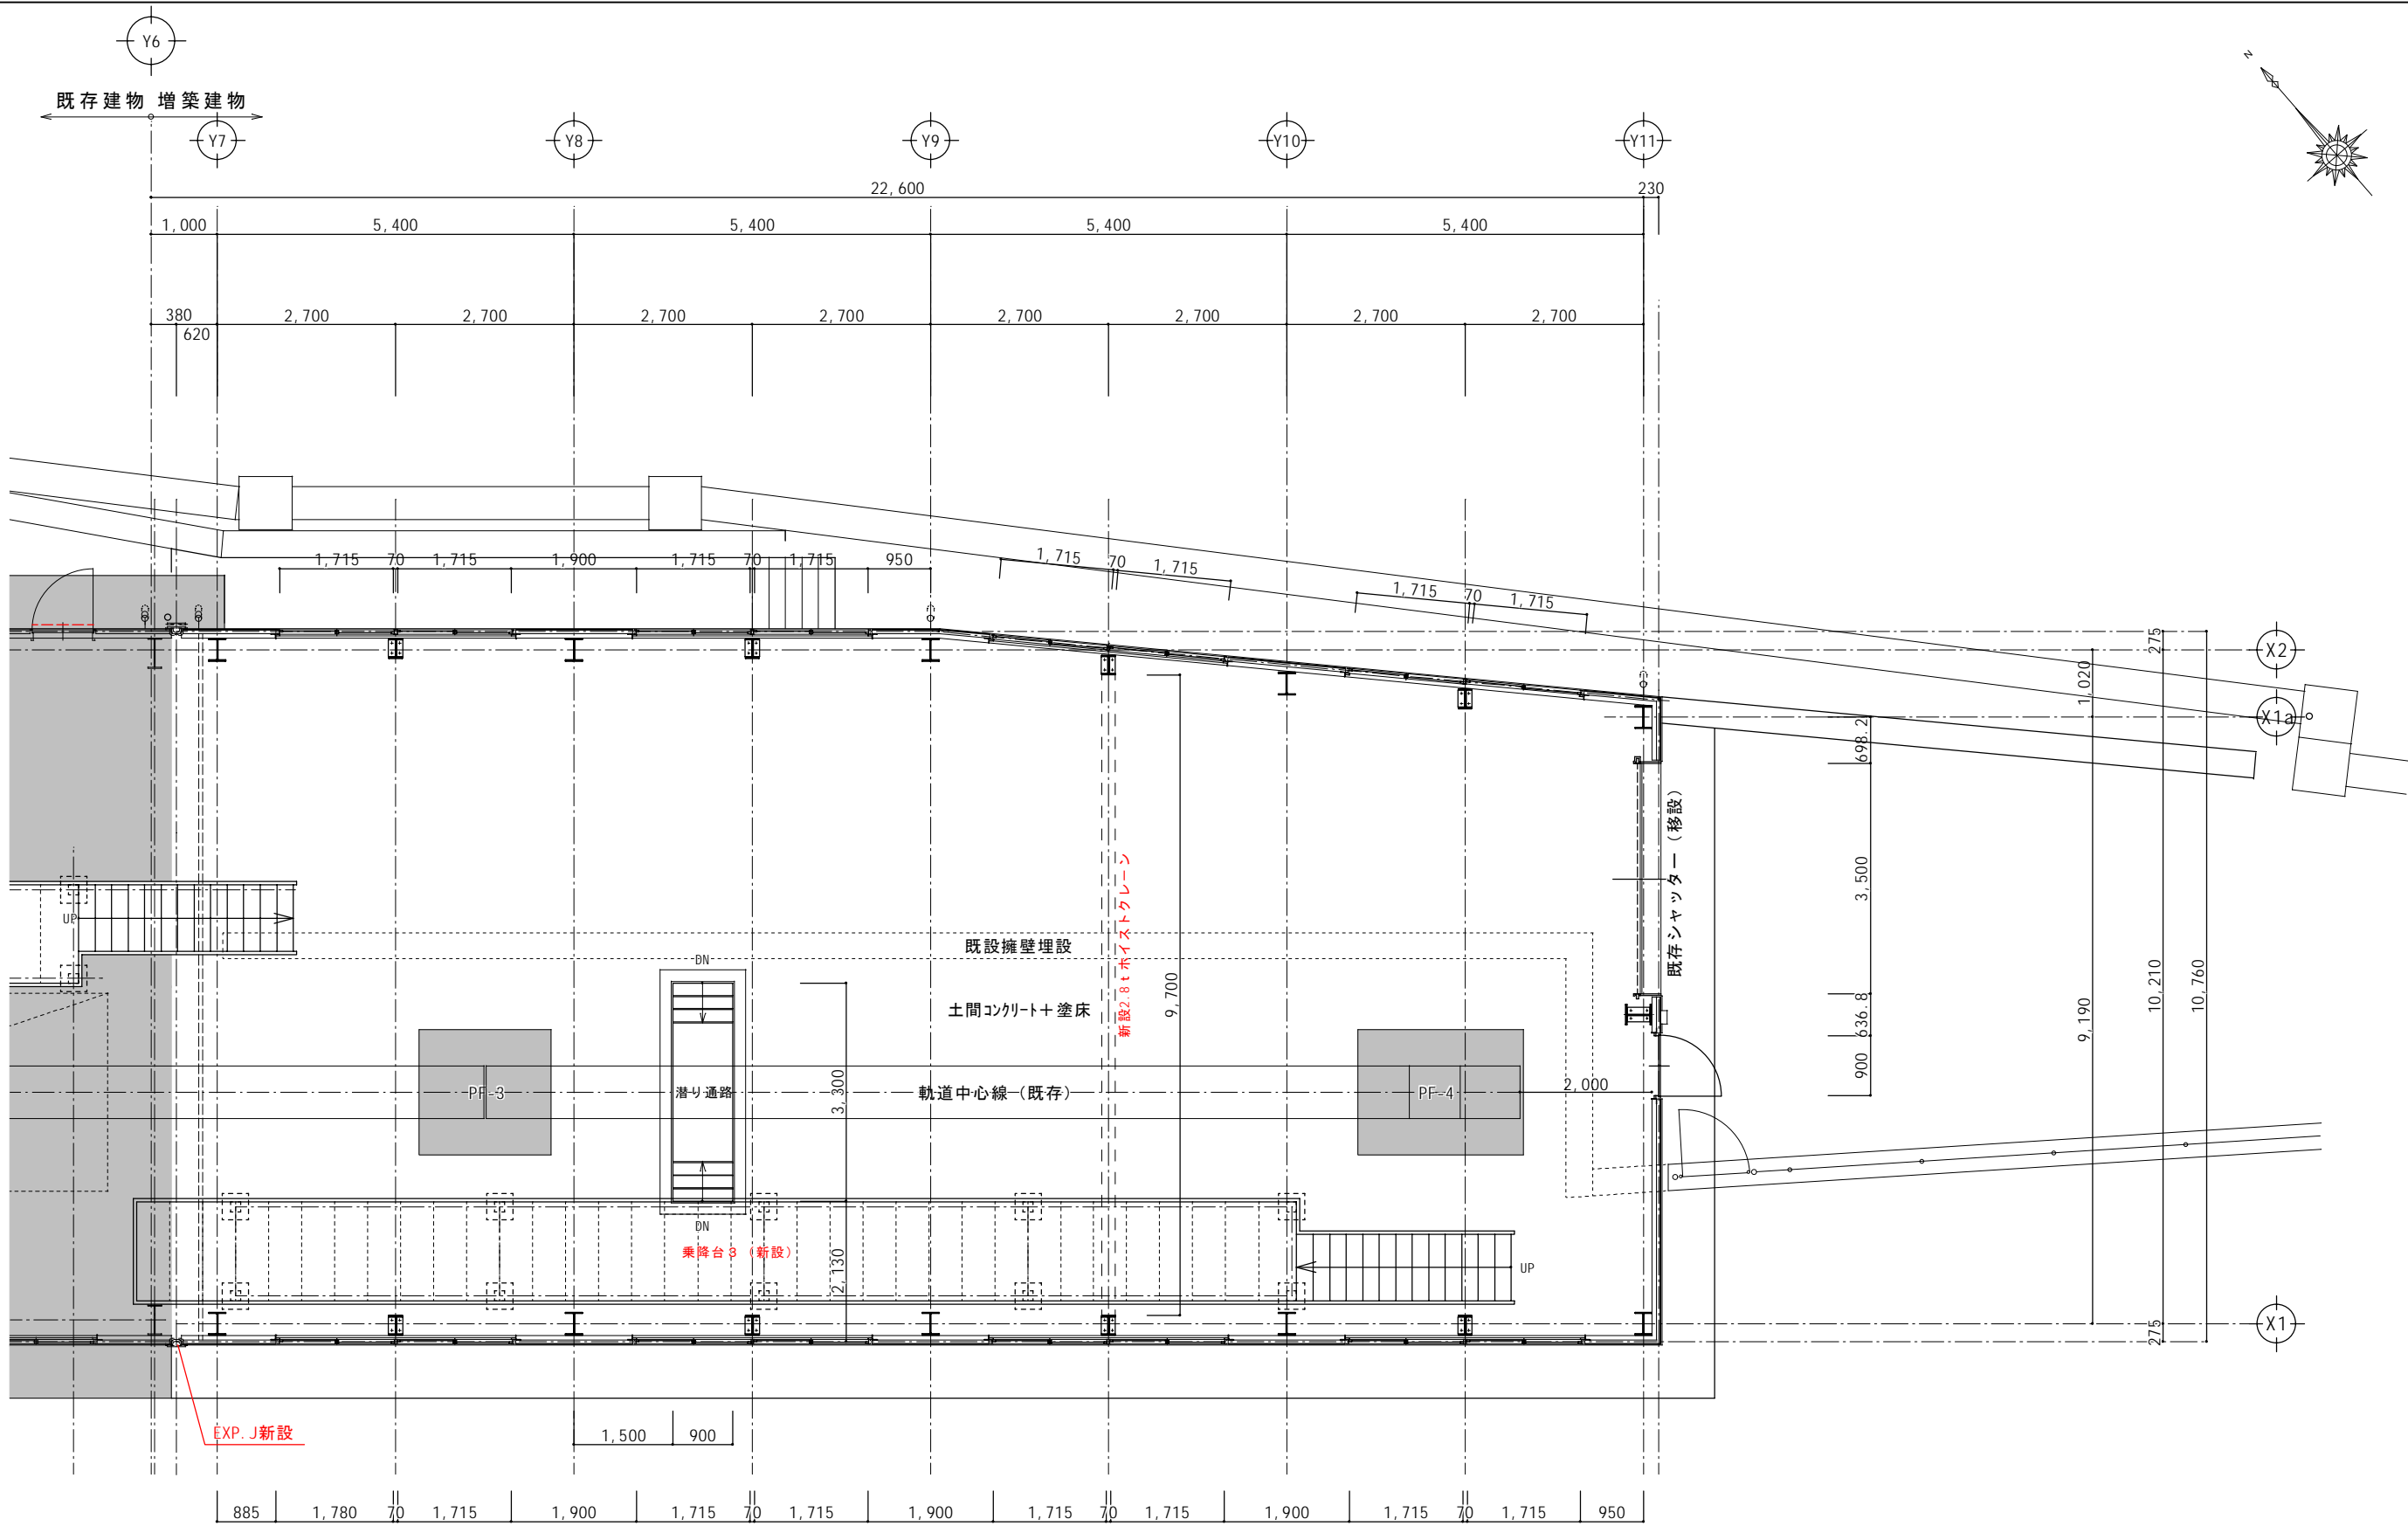 Y6
N
既存建物 増築建物
Y7
Y8
Y9
Y10
Y11
22,600
230
1,000
5,400
5,400
5,400
5,400
380
620
2,700
2,700
2,700
2,700
2,700
2,700
2,700
2,700
1,715
70
1,715
1,900
1,715
70
1,715
950
1,715
70
1,715
1,715
70
1,715
275
X2
1,020
X1a
698.2
既存シャッター(移設)
3,500
新設2.8tホイストクレーン
UP
既設擁壁埋設
DN
9,700
土間コンクリート+塗床
636.8
9,190
10,210
10,760
900
PF-3
潜り通路
3,300
軌道中心線(既存)
PF-4
2,000
DN
乗降台3(新設)
2,130
UP
275
X1
EXP.J新設
1,500
900
885
1,780
70
1,715
1,900
1,715
70
1,715
1,900
1,715
70
1,715
1,900
1,715
70
1,715
950